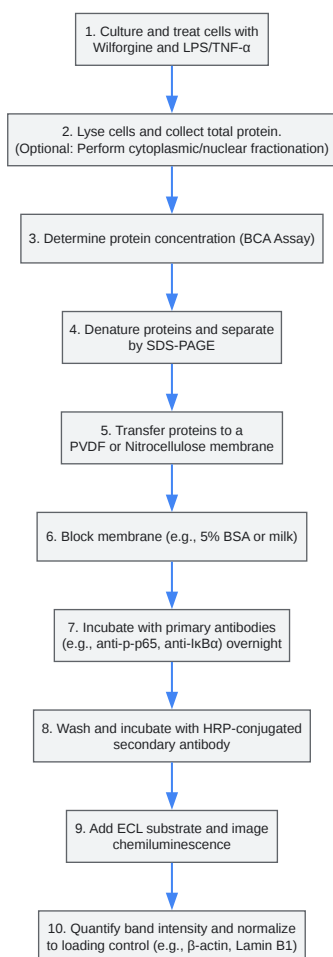 1. Culture and treat cells with
Wilforgine and LPS/TNF-α
2. Lyse cells and collect total protein.
(Optional: Perform cytoplasmic/nuclear fractionation)
3. Determine protein concentration (BCA Assay)
4. Denature proteins and separate
by SDS-PAGE
5. Transfer proteins to a
PVDF or Nitrocellulose membrane
6. Block membrane (e.g., 5% BSA or milk)
7. Incubate with primary antibodies
(e.g., anti-p-p65, anti-IκBα) overnight
8. Wash and incubate with HRP-conjugated
secondary antibody
9. Add ECL substrate and image
chemiluminescence
10. Quantify band intensity and normalize
to loading control (e.g., β-actin, Lamin B1)